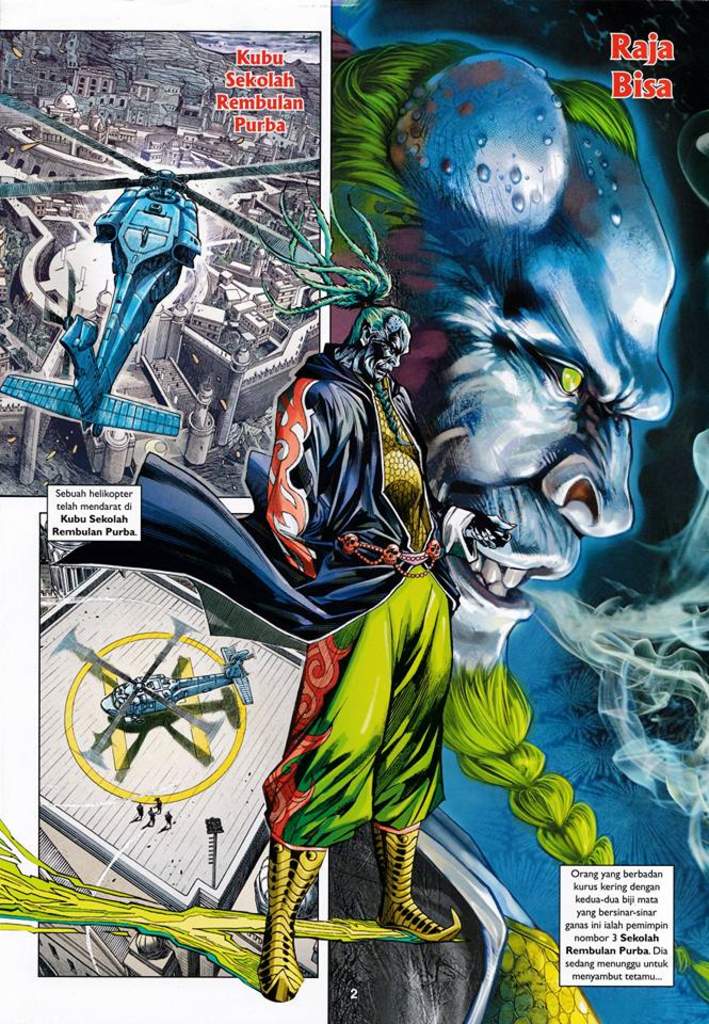 Kubu
Sekolah
Rembulan
Purba
Raja
Bisa
Sebuah helikopter
telah mendarat di
Kubu Sekolah
Rembulan Purba.
Orang yang berbadan
kurus kering dengan
kedua-dua biji mata
yang bersinar-sinar
ganas ini ialah pemimpin
nombor 3 Sekolah
Rembulan Purba. Dia
sedang menunggu untuk
menyambut tetamu...
2